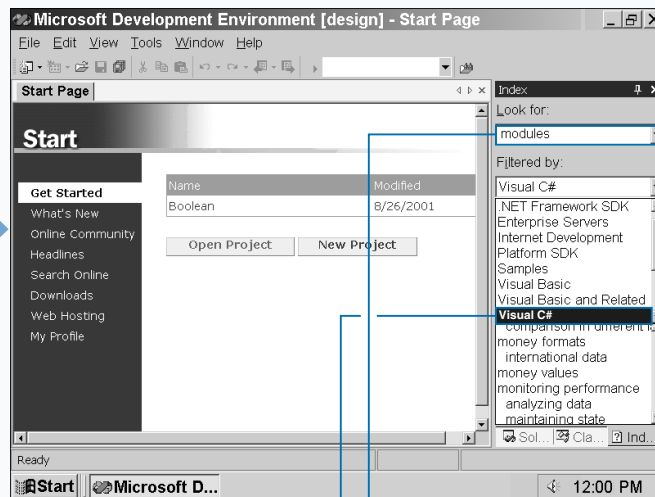 Microsoft Development Environment [design] - Start Page
File Edit View Tools Window Help
Start Page
Start
Get Started
What's New
Online Community
Headlines
Search Online
Downloads
Web Hosting
My Profile
Name Modified
Boolean 8/26/2001
Open Project New Project
Index
Look for:
modules
Filtered by:
Visual C#
.NET Framework SDK
Enterprise Servers
Internet Development
Platform SDK
Samples
Visual Basic
Visual Basic and Related
Visual C#
comparison in different
money formats
international data
money values
monitoring performance
analyzing data
maintaining state
Sol... Cla... Ind..
Ready
Start Microsoft D... 12:00 PM